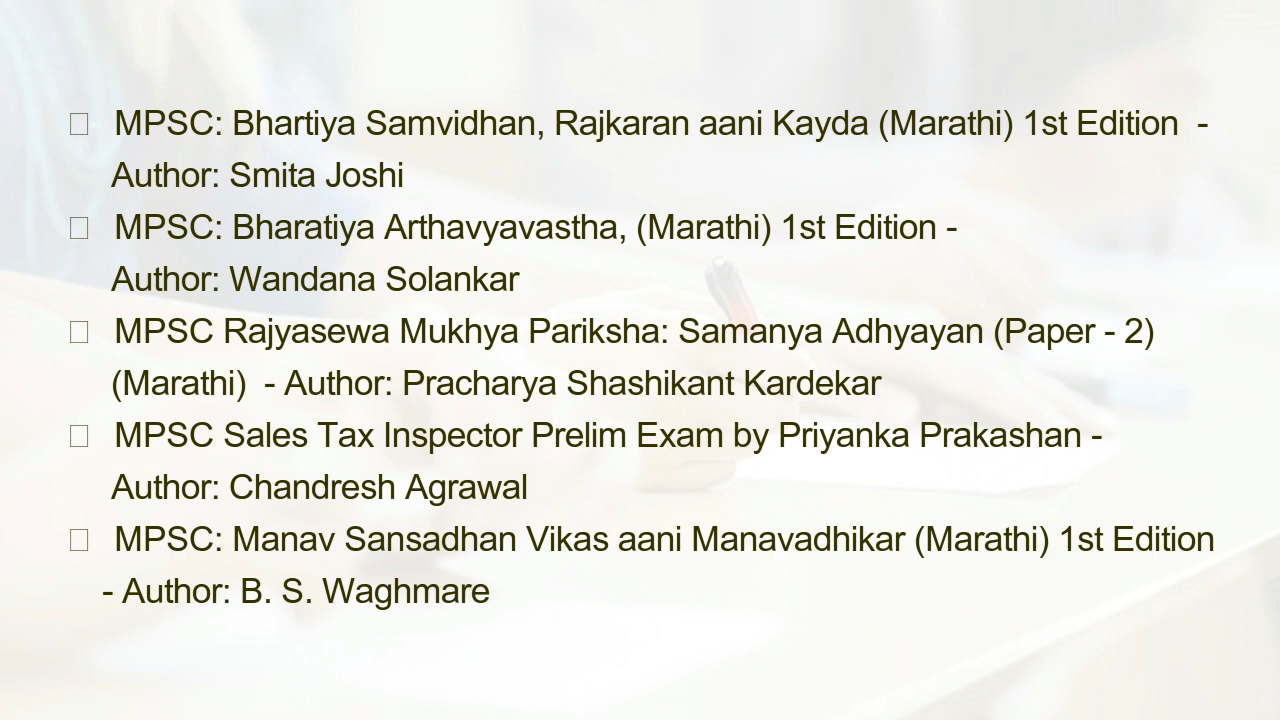 MPSC: Bhartiya Samvidhan, Rajkaran aani Kayda (Marathi) 1st Edition -
Author: Smita Joshi
MPSC: Bharatiya Arthavyavastha, (Marathi) 1st Edition -
Author: Wandana Solankar
MPSC Rajyasewa Mukhya Pariksha: Samanya Adhyayan (Paper - 2)
(Marathi) - Author: Pracharya Shashikant Kardekar
MPSC Sales Tax Inspector Prelim Exam by Priyanka Prakashan -
Author: Chandresh Agrawal
MPSC: Manav Sansadhan Vikas aani Manavadhikar (Marathi) 1st Edition
- Author: B. S. Waghmare